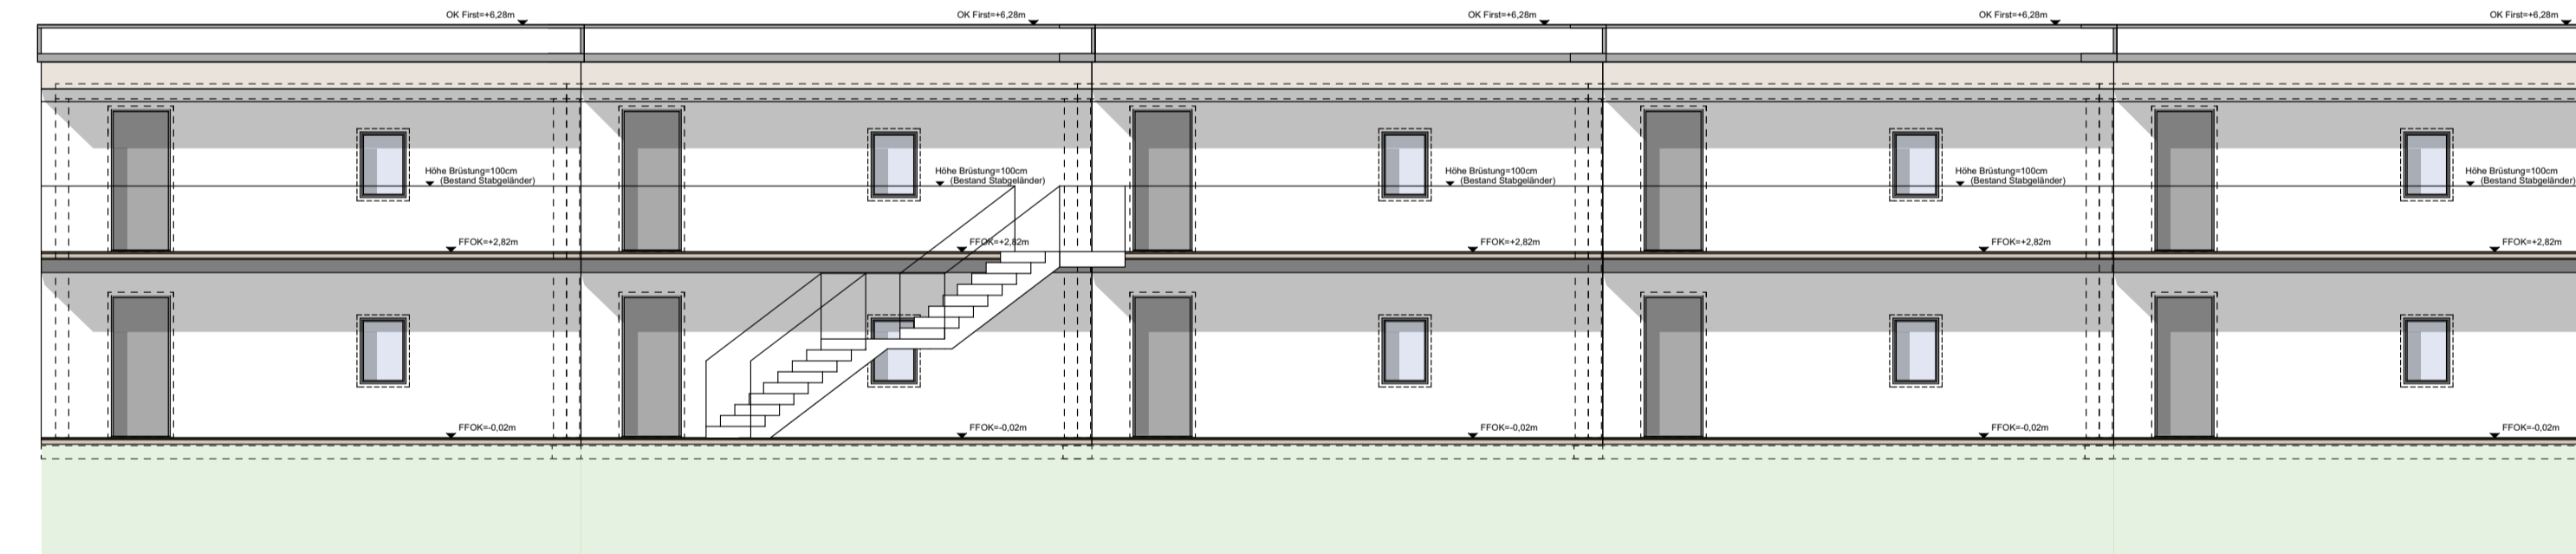 OK First=+6,28m
OK First=+6,28m
OK First=+6,28m
OK First=+6,28m
OK First=+6,28m
Höhe Brüstung=100cm
(Bestand Stabgeländer)
Höhe Brüstung=100cm
(Bestand Stabgeländer)
Höhe Brüstung=100cm
(Bestand Stabgeländer)
Höhe Brüstung=100cm
(Bestand Stabgeländer)
Höhe Brüstung=100cm
(Bestand Stabgeländer)
FFOK=+2,82m
FFOK=+2,82m
FFOK=+2,82m
FFOK=+2,82m
FFOK=+2,82m
FFOK=-0,02m
FFOK=-0,02m
FFOK=-0,02m
FFOK=-0,02m
FFOK=-0,02m